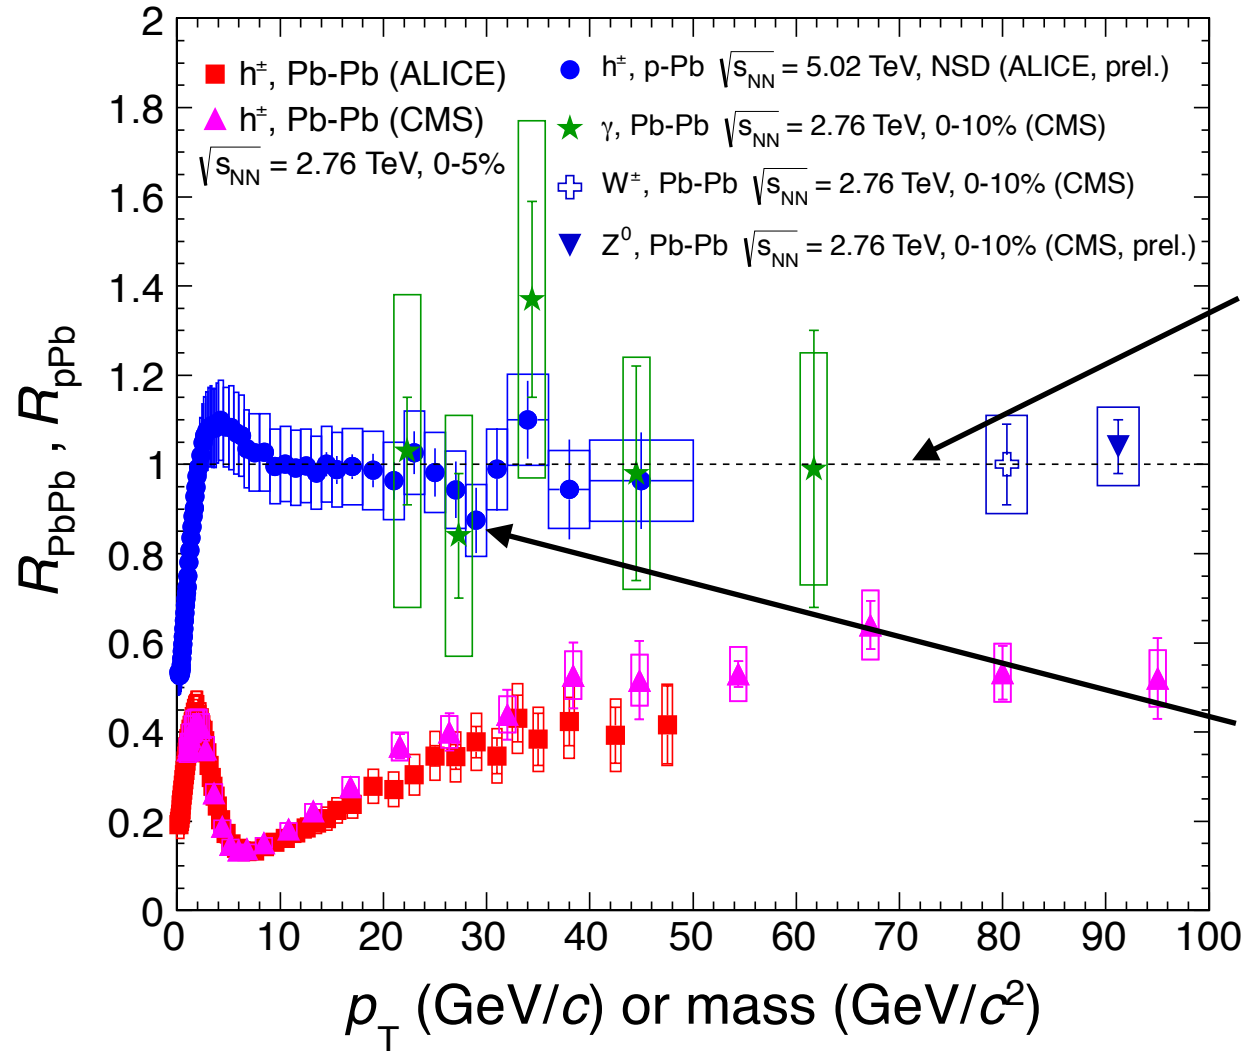 h±, Pb-Pb (ALICE)
h±, Pb-Pb (CMS)
√sNN = 2.76 TeV, 0-5%
h±, p-Pb √sNN = 5.02 TeV, NSD (ALICE, prel.)
γ, Pb-Pb √sNN = 2.76 TeV, 0-10% (CMS)
W±, Pb-Pb √sNN = 2.76 TeV, 0-10% (CMS)
Z0, Pb-Pb √sNN = 2.76 TeV, 0-10% (CMS, prel.)
RPbPb , RpPb
2
1.8
1.6
1.4
1.2
1
0.8
0.6
0.4
0.2
0
0 10 20 30 40 50 60 70 80 90 100
pT (GeV/c) or mass (GeV/c2)